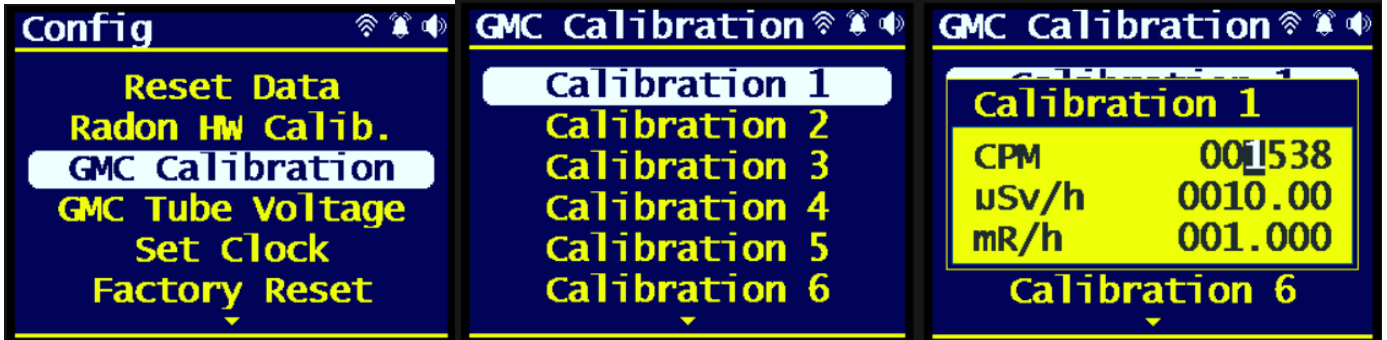 Config
Reset Data
Radon HW Calib.
GMC Calibration
GMC Tube Voltage
Set Clock
Factory Reset
GMC Calibration
Calibration 1
Calibration 2
Calibration 3
Calibration 4
Calibration 5
Calibration 6
GMC Calibration
Calibration 1
Calibration 1
CPM 001538
uSv/h 0010.00
mR/h 001.000
Calibration 6